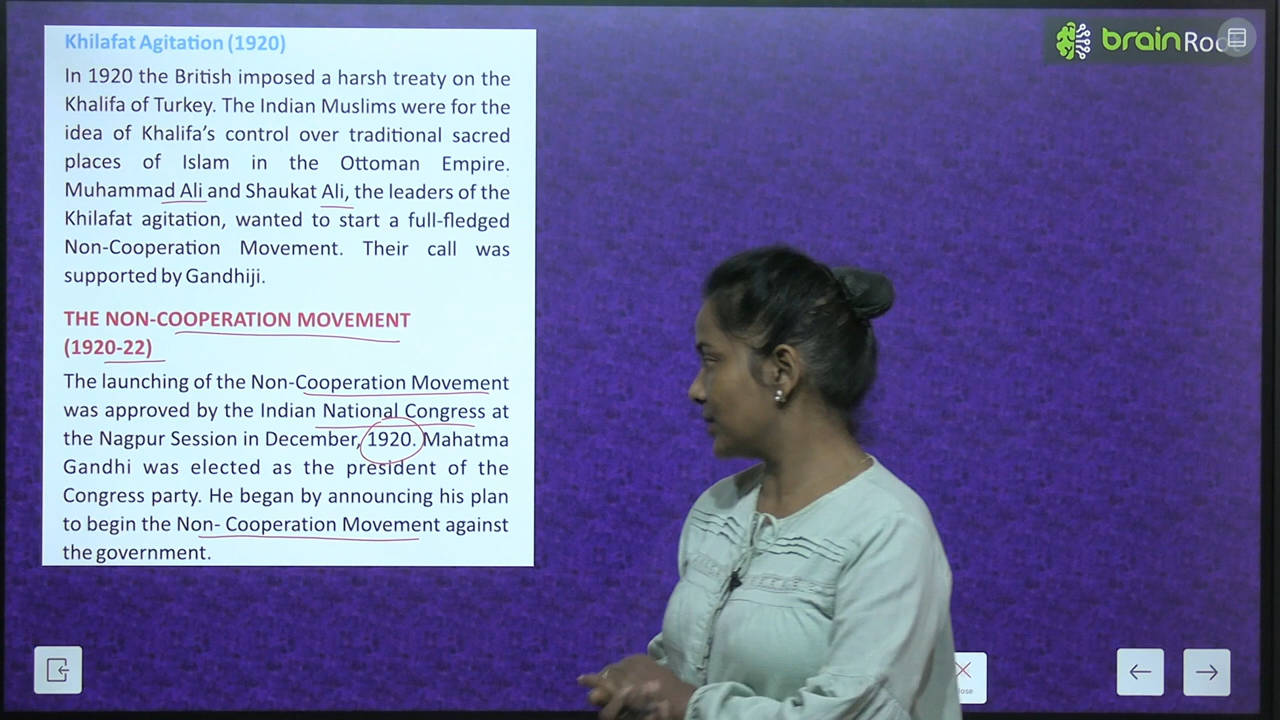 Khilafat Agitation (1920)
In 1920 the British imposed a harsh treaty on the
Khalifa of Turkey. The Indian Muslims were for the
idea of Khalifa's control over traditional sacred
places of Islam in the Ottoman Empire.
Muhammad Ali and Shaukat Ali, the leaders of the
Khilafat agitation, wanted to start a full-fledged
Non-Cooperation Movement. Their call was
supported by Gandhiji.
THE NON-COOPERATION MOVEMENT
(1920-22)
The launching of the Non-Cooperation Movement
was approved by the Indian National Congress at
the Nagpur Session in December, 1920. Mahatma
Gandhi was elected as the president of the
Congress party. He began by announcing his plan
to begin the Non- Cooperation Movement against
the government.
brain